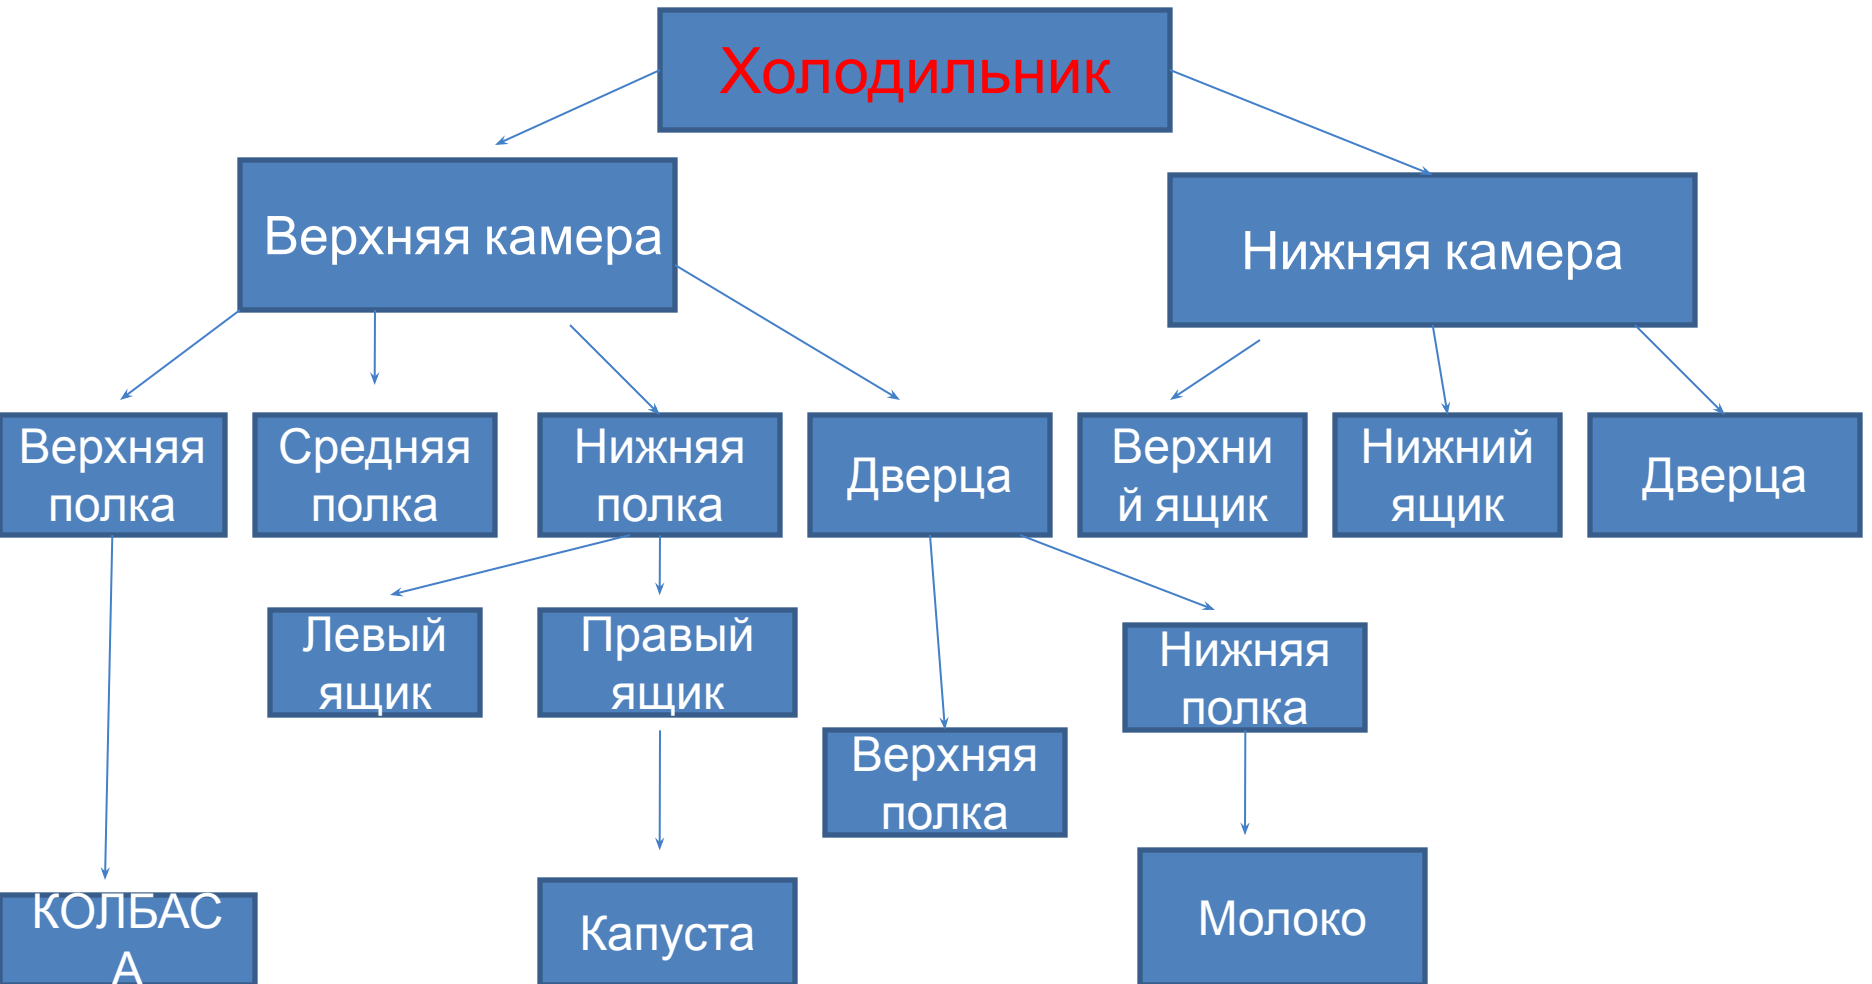 Холодильник
Верхняя камера
Нижняя камера
Верхняя
полка
Средняя
полка
Нижняя
полка
Дверца
Верхни
й ящик
Нижний
ящик
Дверца
Левый
ящик
Правый
ящик
Нижняя
полка
Верхняя
полка
КОЛБАС
А
Капуста
Молоко